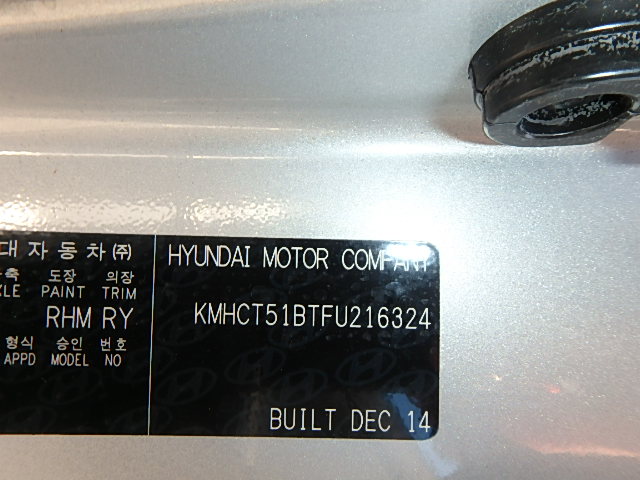 대자동차(주)
도장 의장
PAINT TRIM
RHM RY
형식 승인 번호
APPD MODEL NO
HYUNDAI MOTOR COMPANY
KMHCT51BTFU216324
BUILT DEC 14